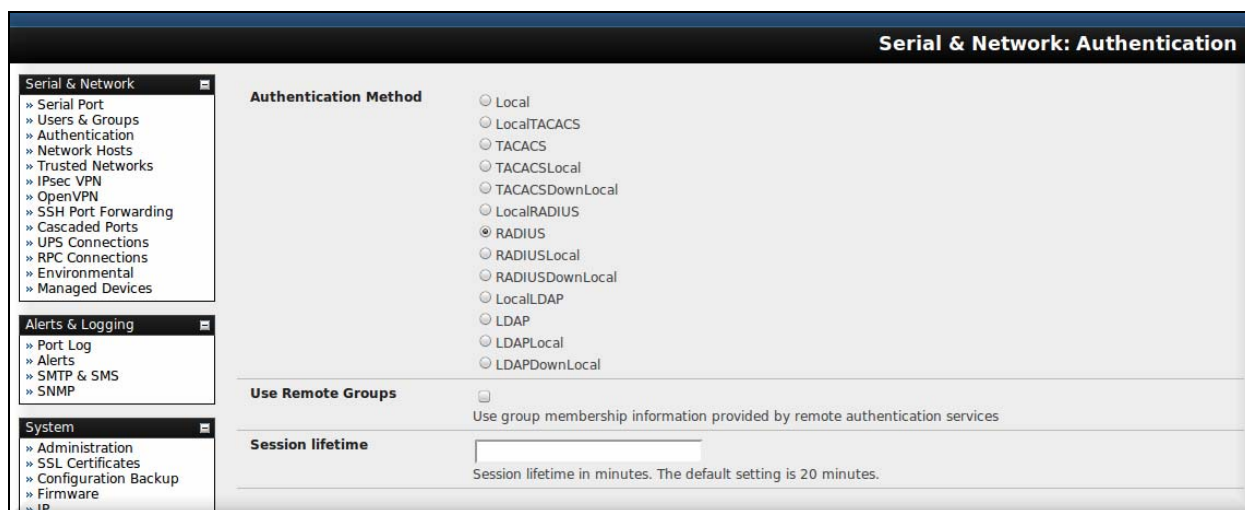 Serial & Network: Authentication
Serial & Network
» Serial Port
» Users & Groups
» Authentication
» Network Hosts
» Trusted Networks
» IPsec VPN
» OpenVPN
» SSH Port Forwarding
» Cascaded Ports
» UPS Connections
» RPC Connections
» Environmental
» Managed Devices
Alerts & Logging
» Port Log
» Alerts
» SMTP & SMS
» SNMP
System
» Administration
» SSL Certificates
» Configuration Backup
» Firmware
» IP
Authentication Method
Local
LocalTACACS
TACACS
TACACSLocal
TACACSDownLocal
LocalRADIUS
RADIUS
RADIUSLocal
RADIUSDownLocal
LocalLDAP
LDAP
LDAPLocal
LDAPDownLocal
Use Remote Groups
Use group membership information provided by remote authentication services
Session lifetime
Session lifetime in minutes. The default setting is 20 minutes.